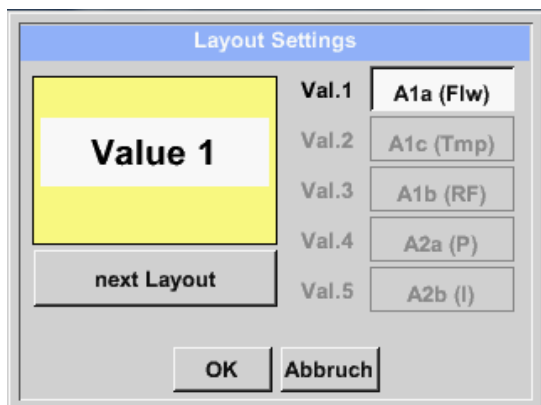 Layout Settings
Value 1
next Layout
Val.1 A1a (Flw)
Val.2 A1c (Tmp)
Val.3 A1b (RF)
Val.4 A2a (P)
Val.5 A2b (I)
OK Abbruch